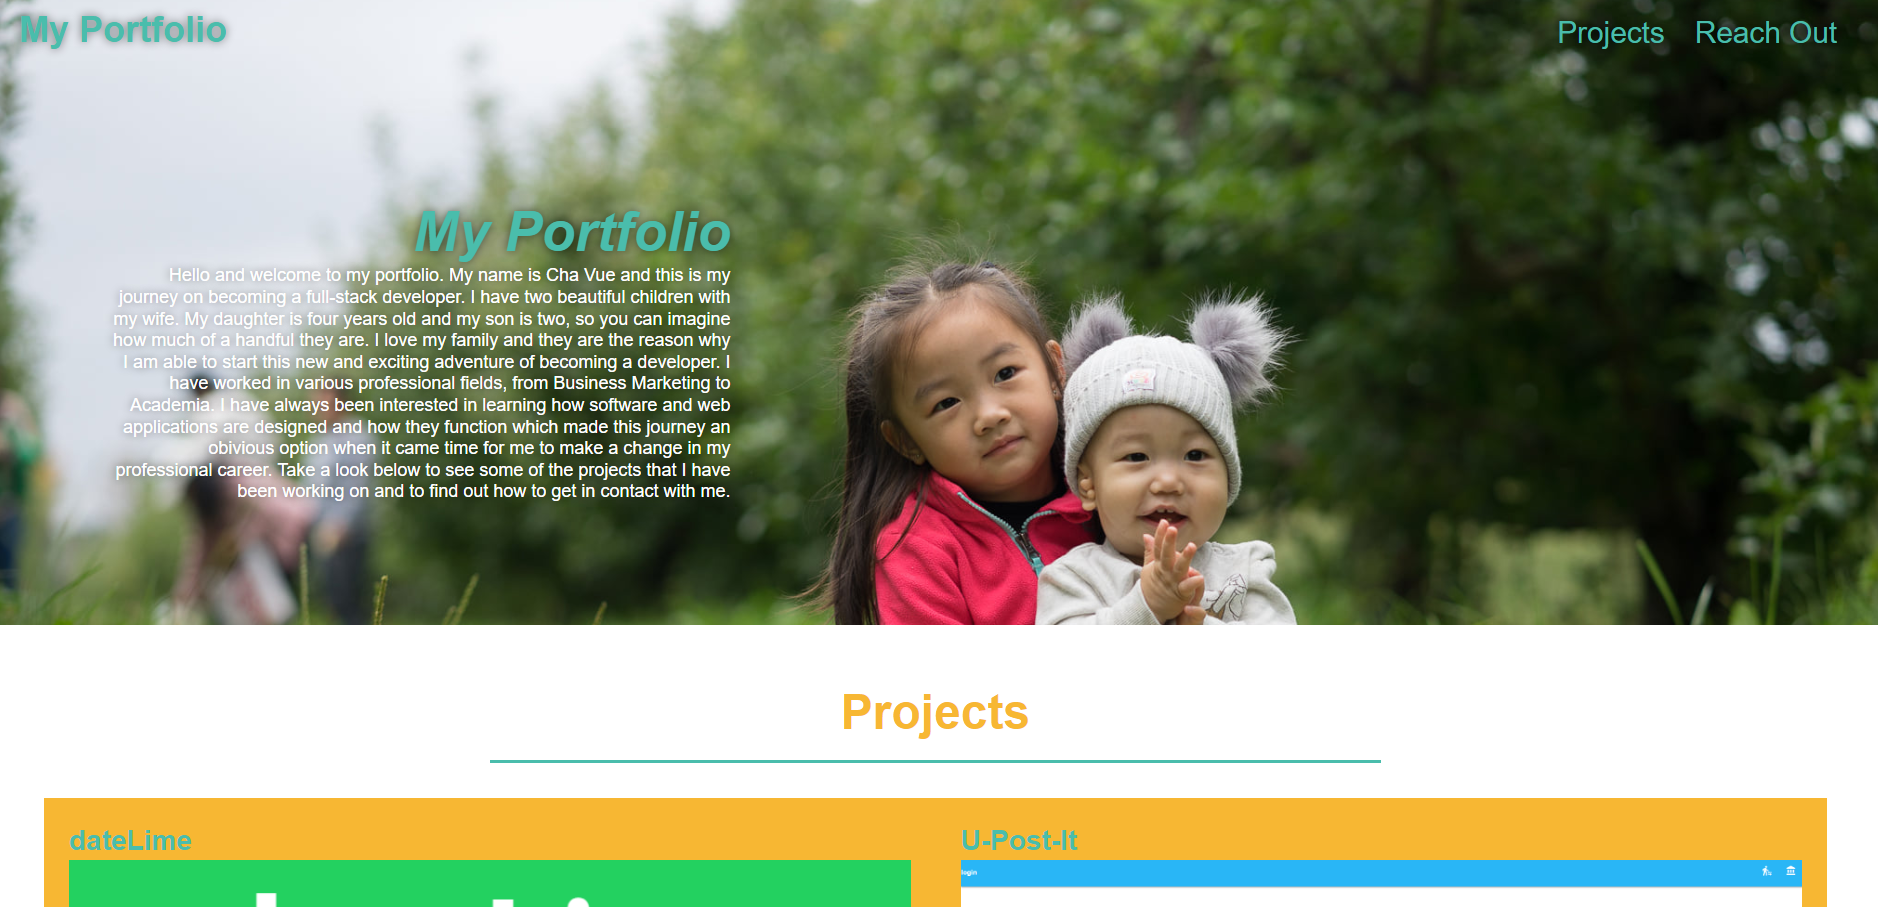 My Portfolio
Projects
Reach Out
My Portfolio
Hello and welcome to my portfolio. My name is Cha Vue and this is my
journey on becoming a full-stack developer. I have two beautiful children with
my wife. My daughter is four years old and my son is two, so you can imagine
how much of a handful they are. I love my family and they are the reason why
I am able to start this new and exciting adventure of becoming a developer. I
have worked in various professional fields, from Business Marketing to
Academia. I have always been interested in learning how software and web
applications are designed and how they function which made this journey an
obivious option when it came time for me to make a change in my
professional career. Take a look below to see some of the projects that I have
been working on and to find out how to get in contact with me.
Projects
dateLime
U-Post-It
login